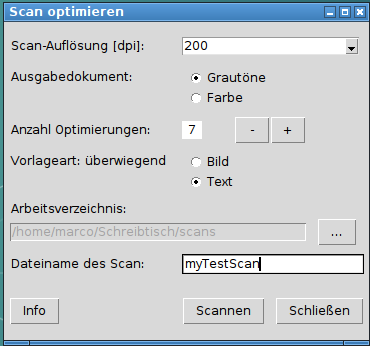 Scan optimieren
Scan-Auflösung [dpi]: 200
Ausgabedokument: Grautöne
Farbe
Anzahl Optimierungen: 7 - +
Vorlageart: überwiegend Bild
Text
Arbeitsverzeichnis:
/home/marco/Schreibtisch/scans ...
Dateiname des Scan: myTestScan
Info Scannen Schließen